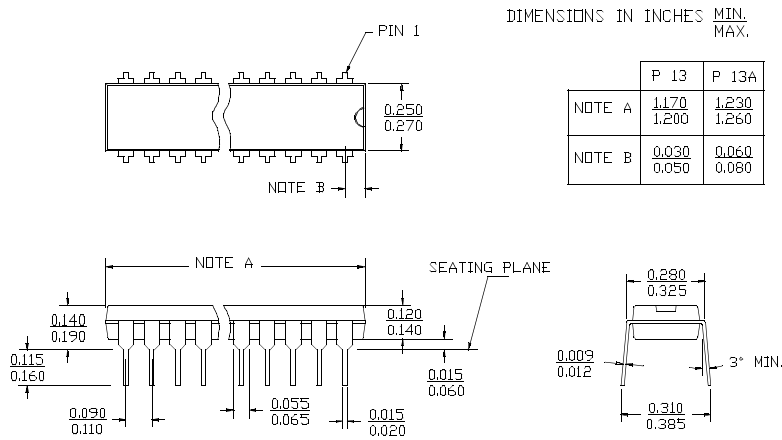 DIMENSIONS IN INCHES MIN.
MAX.
PIN 1
P 13 P 13A
NOTE A 1.170 1.230
1.200 1.260
NOTE B 0.030 0.060
0.050 0.080
0.250
0.270
NOTE B
NOTE A
SEATING PLANE
0.280
0.325
0.140
0.190
0.120
0.140
0.115
0.160
0.015
0.060
0.009
0.012
3° MIN.
0.090
0.110
0.055
0.065
0.015
0.020
0.310
0.385